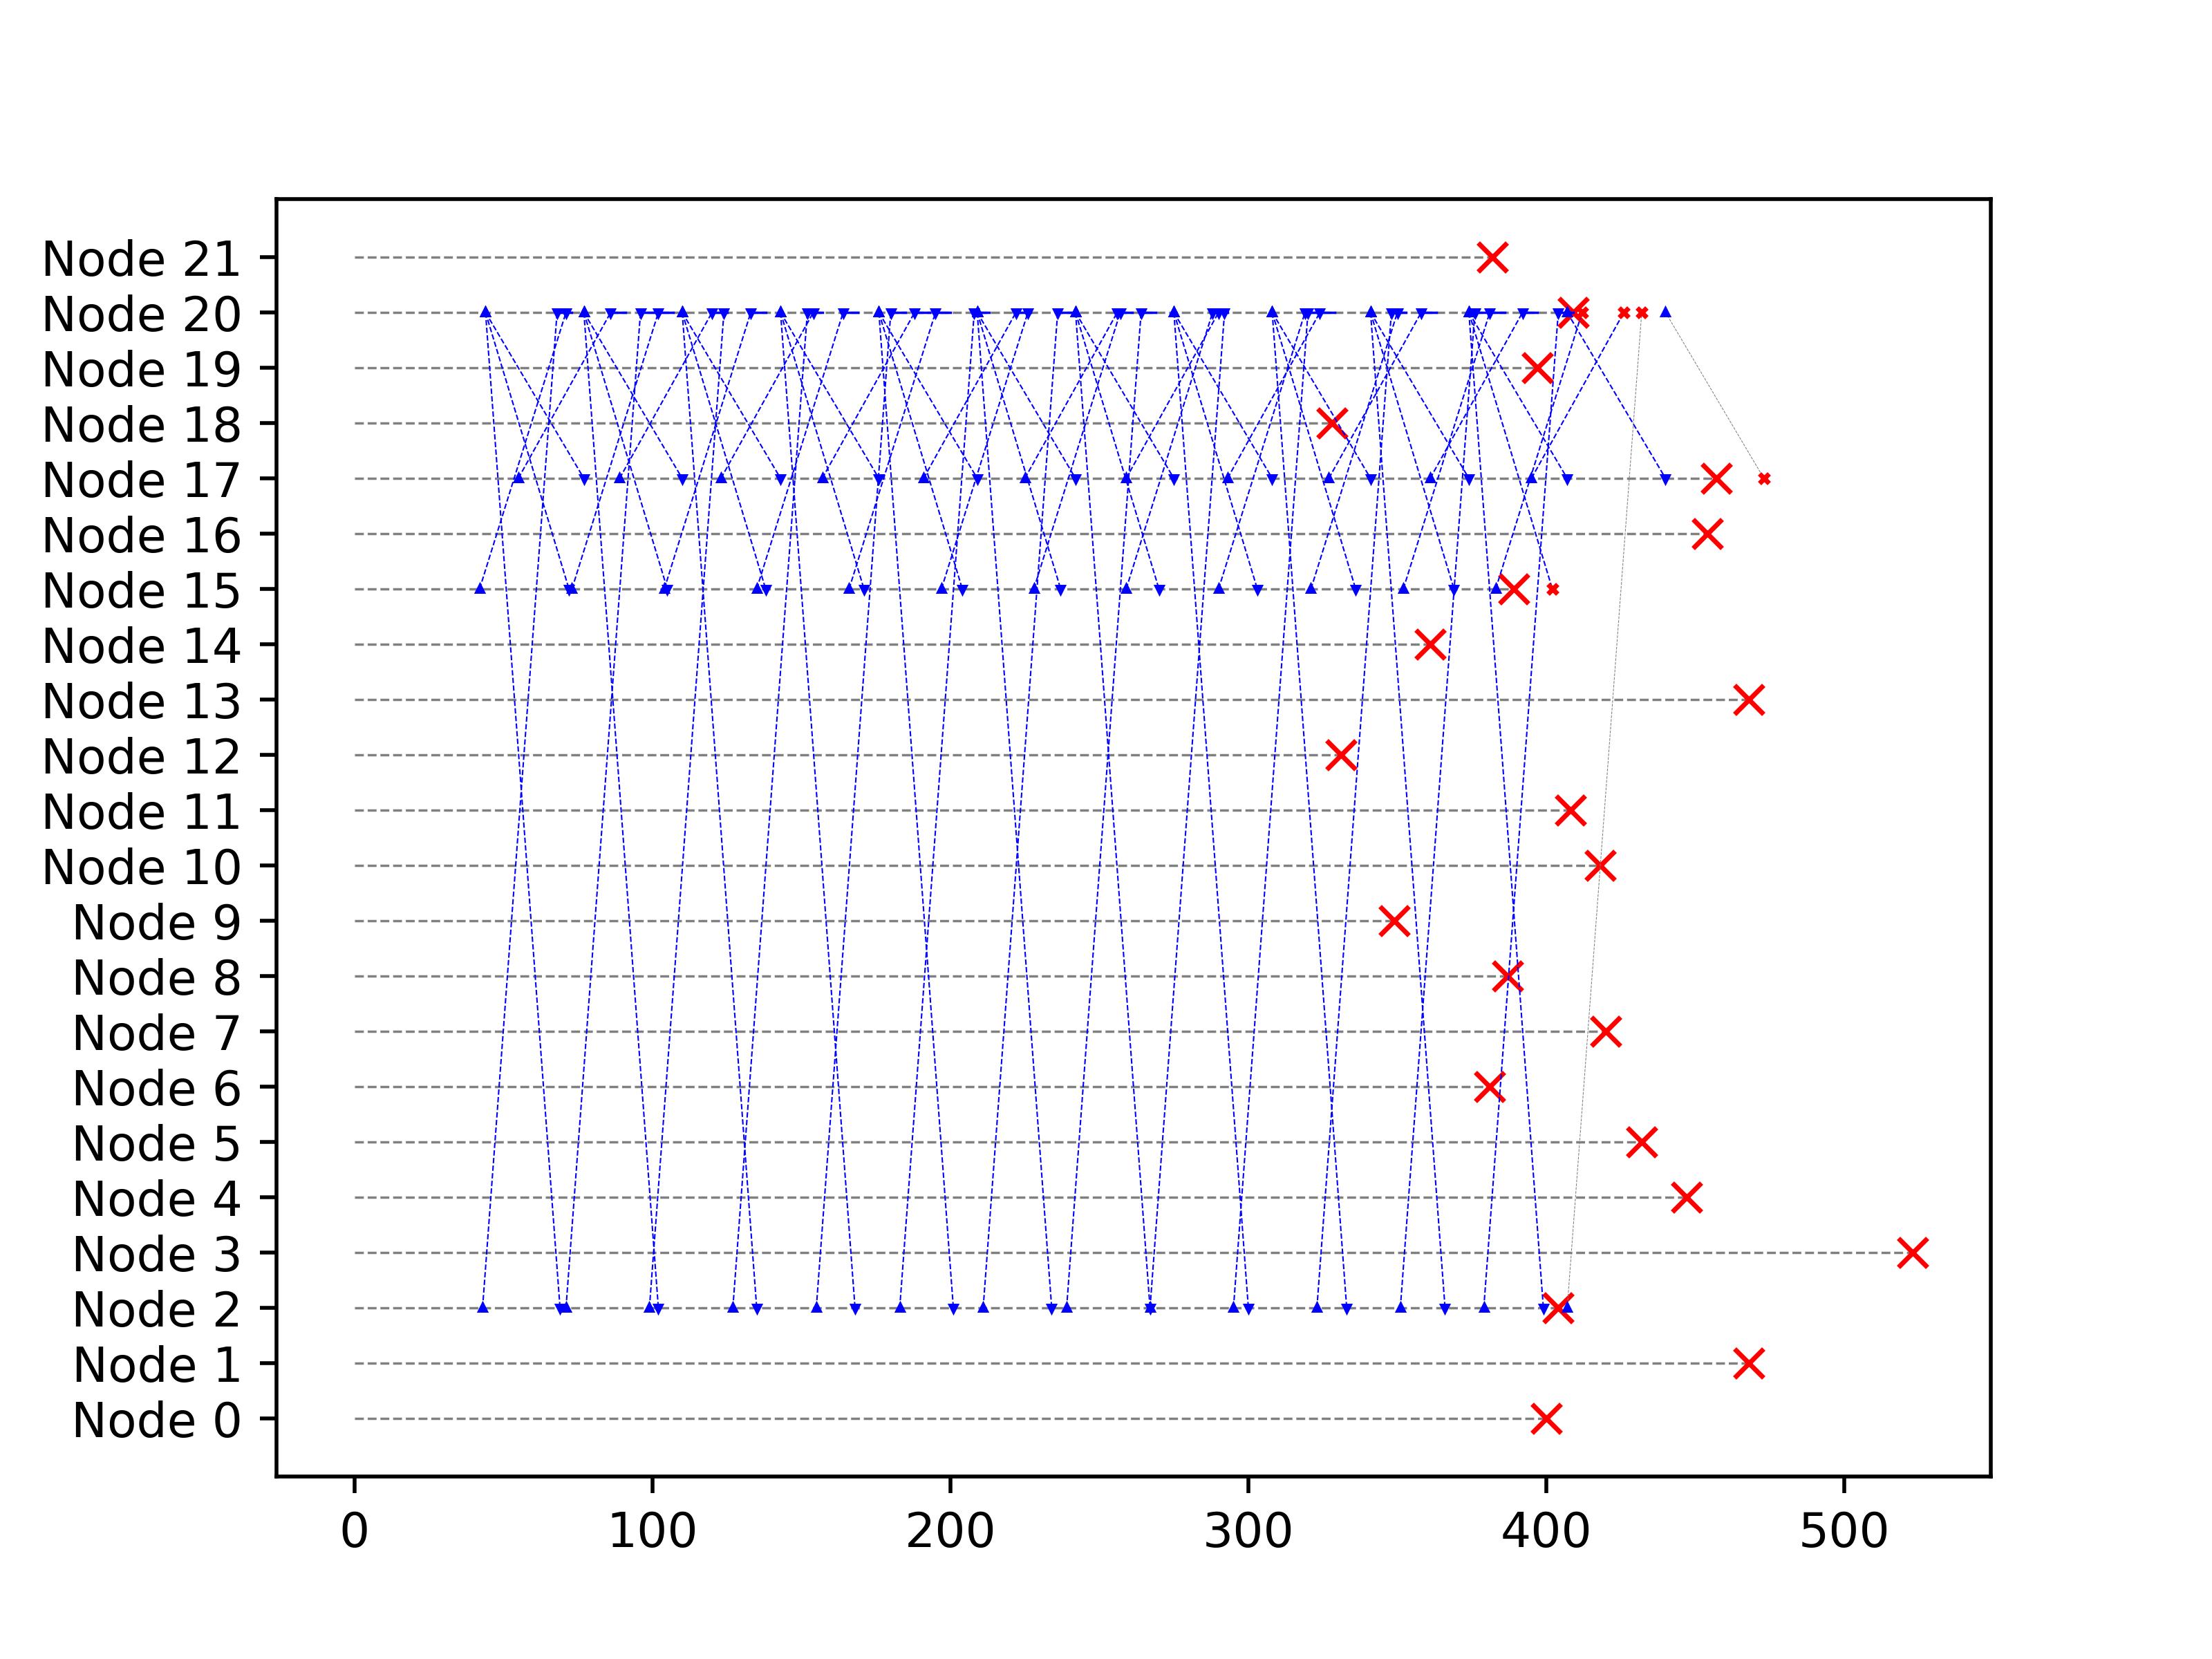 Node 21
Node 20
Node 19
Node 18
Node 17
Node 16
Node 15
Node 14
Node 13
Node 12
Node 11
Node 10
Node 9
Node 8
Node 7
Node 6
Node 5
Node 4
Node 3
Node 2
Node 1
Node 0
0 100 200 300 400 500